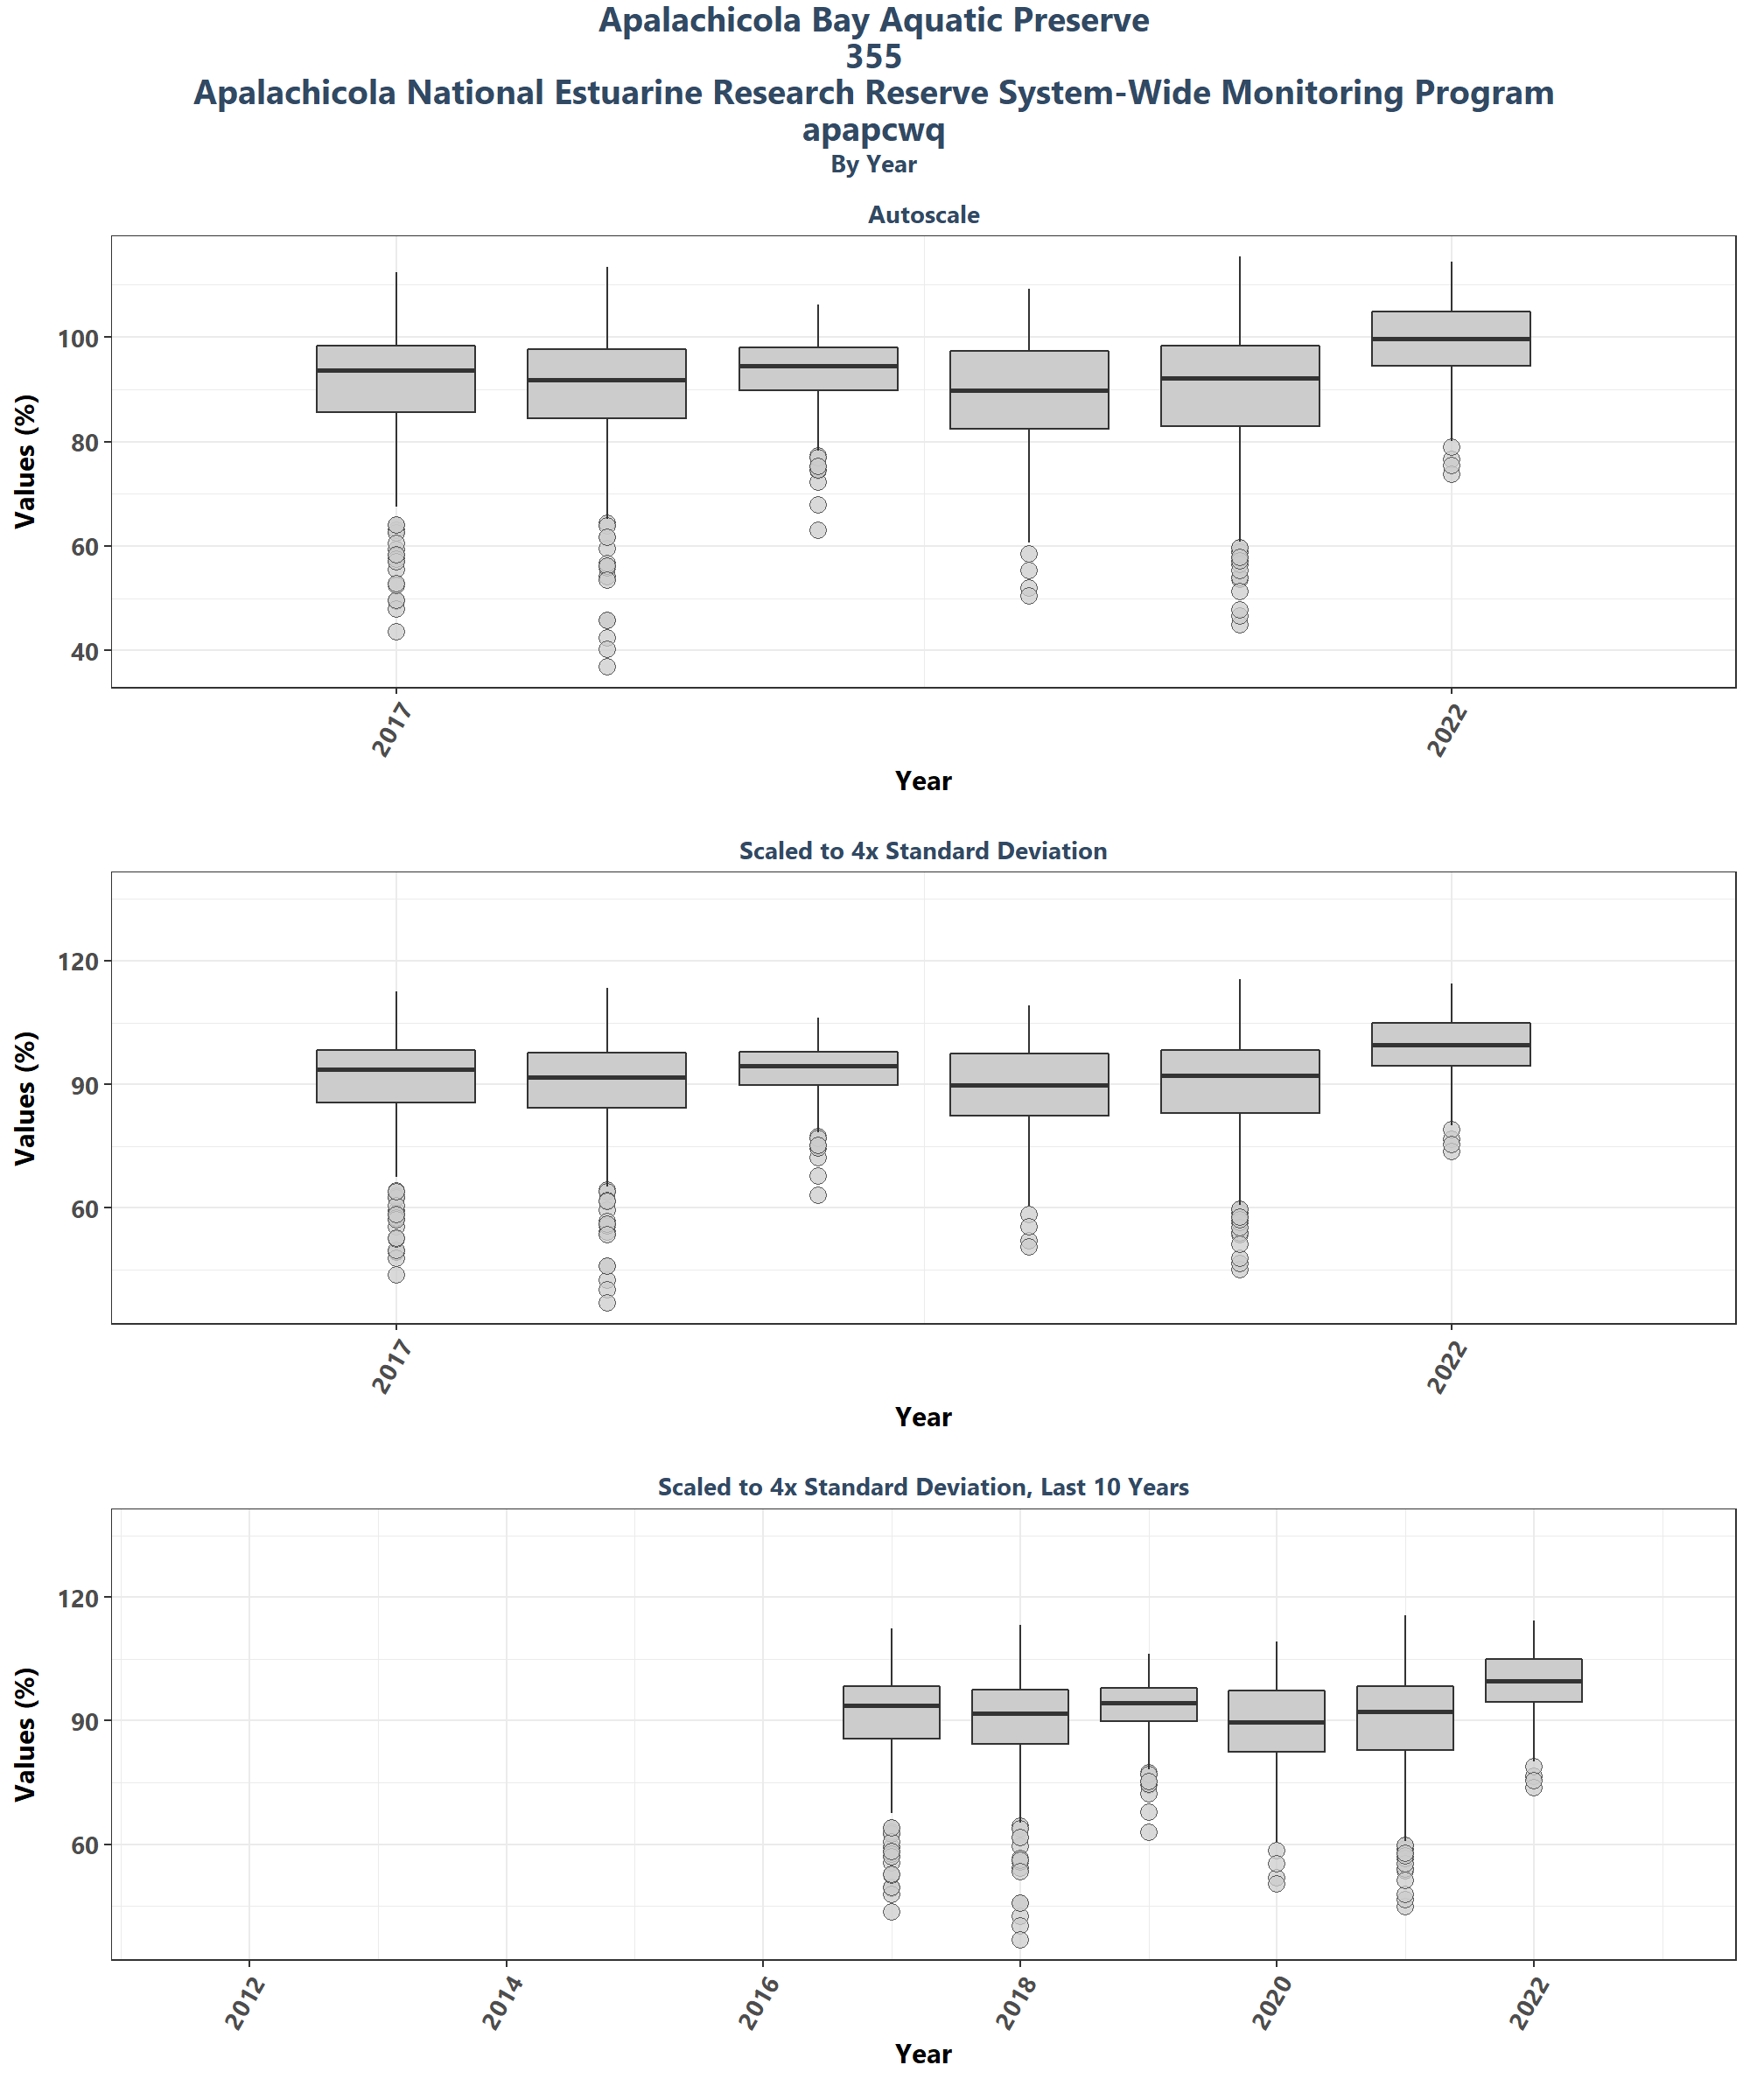 Apalachicola Bay Aquatic Preserve
355
Apalachicola National Estuarine Research Reserve System-Wide Monitoring Program
apapcwq
By Year
Autoscale
Values (%)
100
80
60
40
2017
2022
Year
Scaled to 4x Standard Deviation
Values (%)
120
90
60
2017
2022
Year
Scaled to 4x Standard Deviation, Last 10 Years
Values (%)
120
90
60
2012
2014
2016
2018
2020
2022
Year